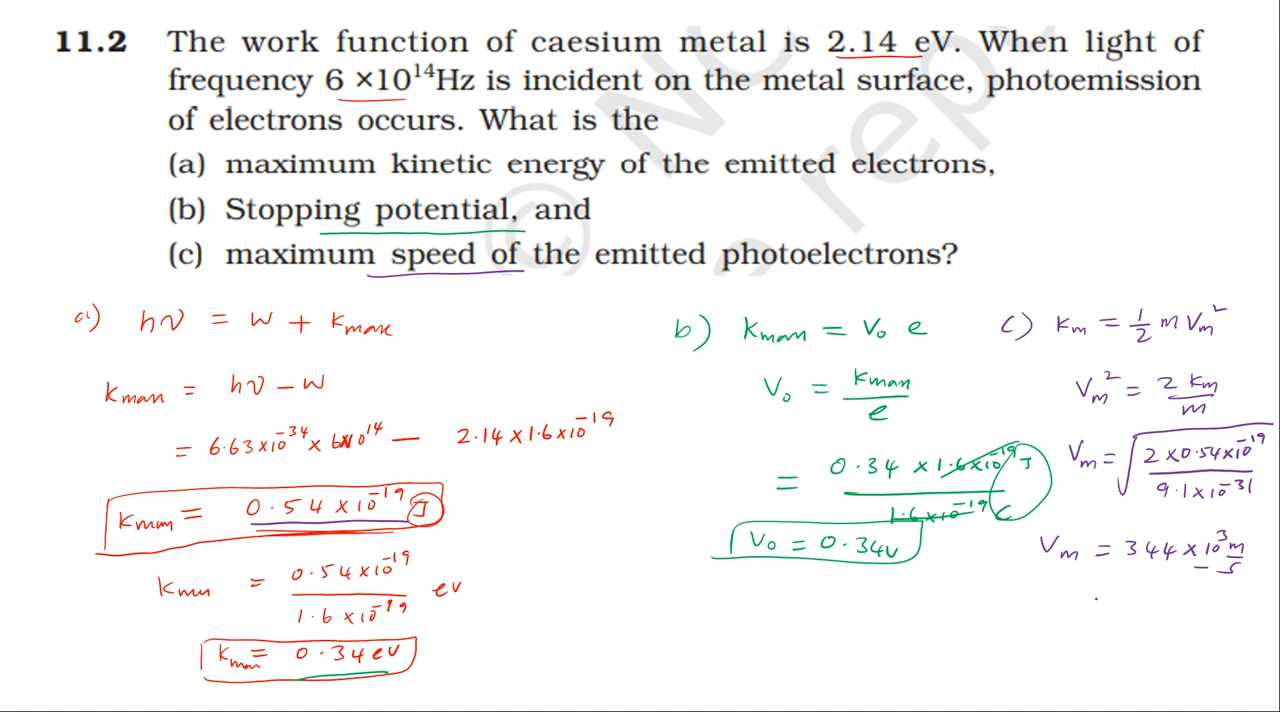 11.2 The work function of caesium metal is 2.14 eV. When light of
frequency 6 ×10¹⁴Hz is incident on the metal surface, photoemission
of electrons occurs. What is the
(a) maximum kinetic energy of the emitted electrons,
(b) Stopping potential, and
(c) maximum speed of the emitted photoelectrons?
a) hν = W + Kmax
Kmax = hν − W
= 6.63×10⁻³⁴ × 6×10¹⁴ − 2.14×1.6×10⁻¹⁹
Kmax = 0.54 × 10⁻¹⁹ J
Kmax = 0.54×10⁻¹⁹ / 1.6×10⁻¹⁹ eV
Kmax = 0.34 eV
b) Kmax = V₀ e
V₀ = Kmax / e
= 0.34 × 1.6×10⁻¹⁹ J / 1.6×10⁻¹⁹ C
V₀ = 0.34V
c) Km = 1/2 m Vm²
Vm² = 2 Km / m
Vm = √(2 × 0.54×10⁻¹⁹ / 9.1×10⁻³¹)
Vm = 344 × 10³ m/s